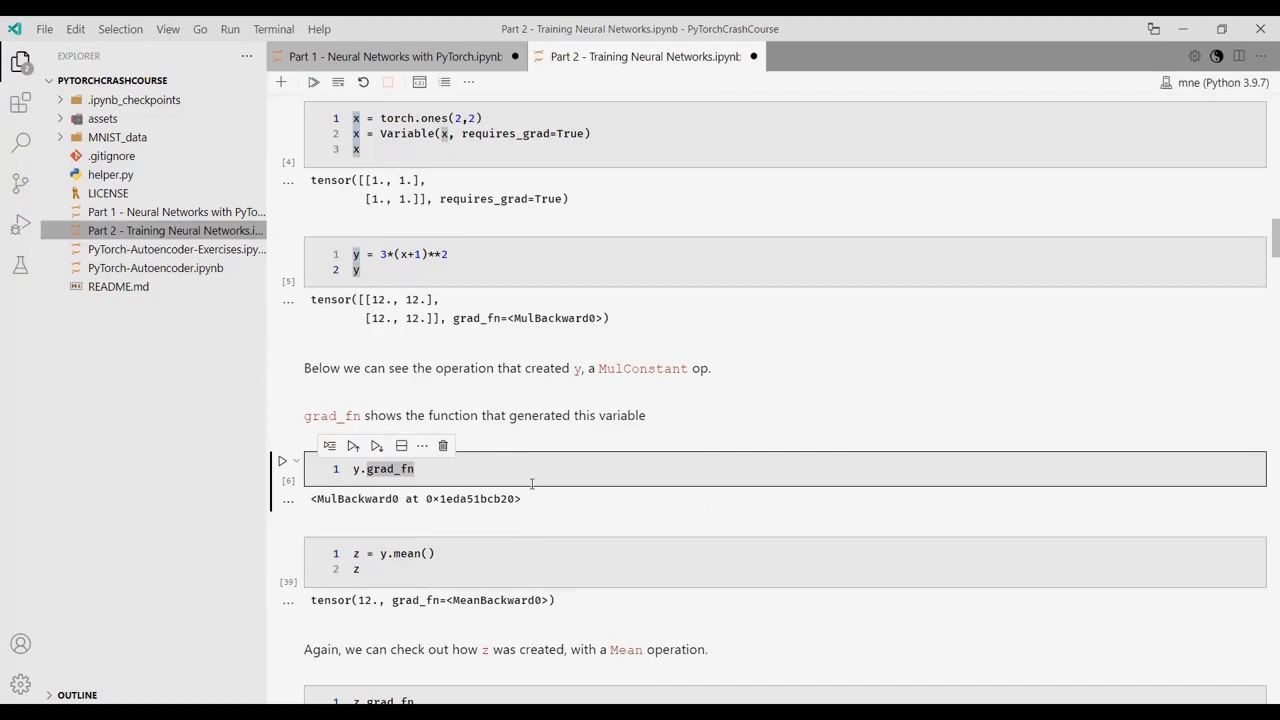 File Edit Selection View Go Run Terminal Help
Part 2 - Training Neural Networks.ipynb - PyTorchCrashCourse
EXPLORER
PYTORCHCRASHCOURSE
.ipynb_checkpoints
assets
MNIST_data
.gitignore
helper.py
LICENSE
Part 1 - Neural Networks with PyTo...
Part 2 - Training Neural Networks.i...
PyTorch-Autoencoder-Exercises.ipy...
PyTorch-Autoencoder.ipynb
README.md
OUTLINE
Part 1 - Neural Networks with PyTorch.ipynb
Part 2 - Training Neural Networks.ipynb
mne (Python 3.9.7)
1 x = torch.ones(2,2)
2 x = Variable(x, requires_grad=True)
3 x
[4]
... tensor([[1., 1.],
[1., 1.]], requires_grad=True)
1 y = 3*(x+1)**2
2 y
[5]
... tensor([[12., 12.],
[12., 12.]], grad_fn=<MulBackward0>)
Below we can see the operation that created y, a MulConstant op.
grad_fn shows the function that generated this variable
1 y.grad_fn
[6]
... <MulBackward0 at 0×1eda51bcb20>
1 z = y.mean()
2 z
[39]
... tensor(12., grad_fn=<MeanBackward0>)
Again, we can check out how z was created, with a Mean operation.
1 z.grad_fn